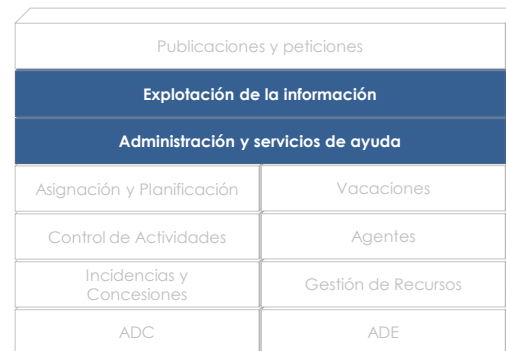 Publicaciones y peticiones
Explotación de la información
Administración y servicios de ayuda
Asignación y Planificación
Vacaciones
Control de Actividades
Agentes
Incidencias y
Concesiones
Gestión de Recursos
ADC
ADE